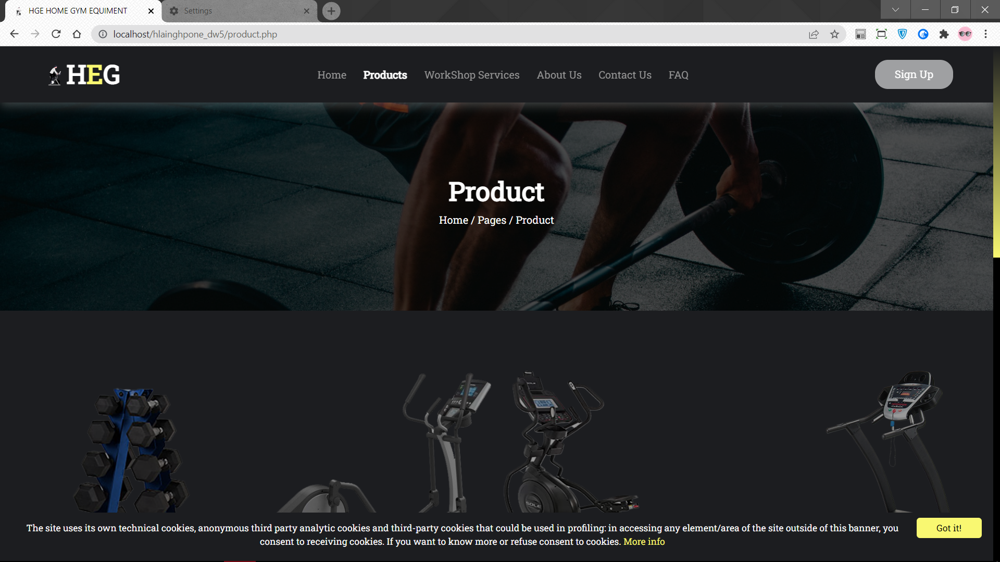 HGE HOME GYM EQUIMENT
Settings
localhost/hlainghpone_dw5/product.php
HEG
Home
Products
WorkShop Services
About Us
Contact Us
FAQ
Sign Up
Product
Home / Pages / Product
SOLE
SOLE
The site uses its own technical cookies, anonymous third party analytic cookies and third-party cookies that could be used in profiling: in accessing any element/area of the site outside of this banner, you
consent to receiving cookies. If you want to know more or refuse consent to cookies. More info
Got it!